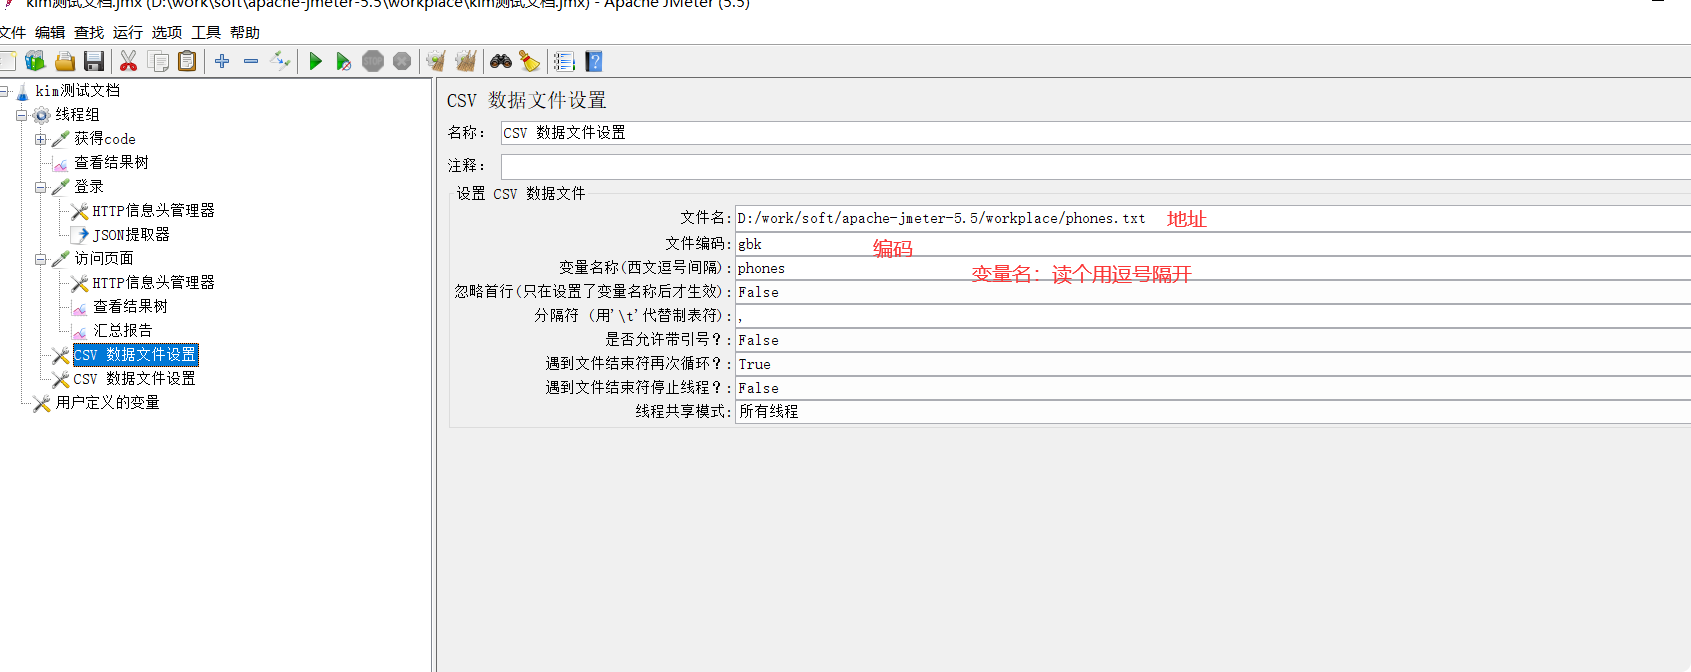 kim测试文档.jmx (D:\work\soft\apache-jmeter-5.5\workplace\kim测试文档.jmx) - Apache JMeter (5.5)
文件 编辑 查找 运行 选项 工具 帮助
kim测试文档
线程组
获得code
查看结果树
登录
HTTP信息头管理器
JSON提取器
访问页面
HTTP信息头管理器
查看结果树
汇总报告
CSV 数据文件设置
CSV 数据文件设置
用户定义的变量
CSV 数据文件设置
名称： CSV 数据文件设置
注释：
设置 CSV 数据文件
文件名: D:/work/soft/apache-jmeter-5.5/workplace/phones.txt 地址
文件编码: gbk 编码
变量名称(西文逗号间隔): phones 变量名：读个用逗号隔开
忽略首行(只在设置了变量名称后才生效): False
分隔符 (用'\t'代替制表符): ,
是否允许带引号？: False
遇到文件结束符再次循环？: True
遇到文件结束符停止线程？: False
线程共享模式: 所有线程